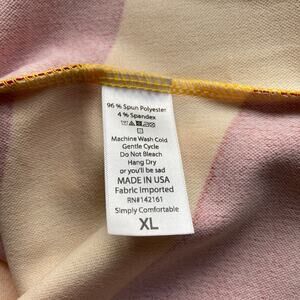 96 % Spun Polyester
4 % Spandex
Machine Wash Cold
Gentle Cycle
Do Not Bleach
Hang Dry
or you'll be sad
MADE IN USA
Fabric Imported
RN#142161
Simply Comfortable
XL